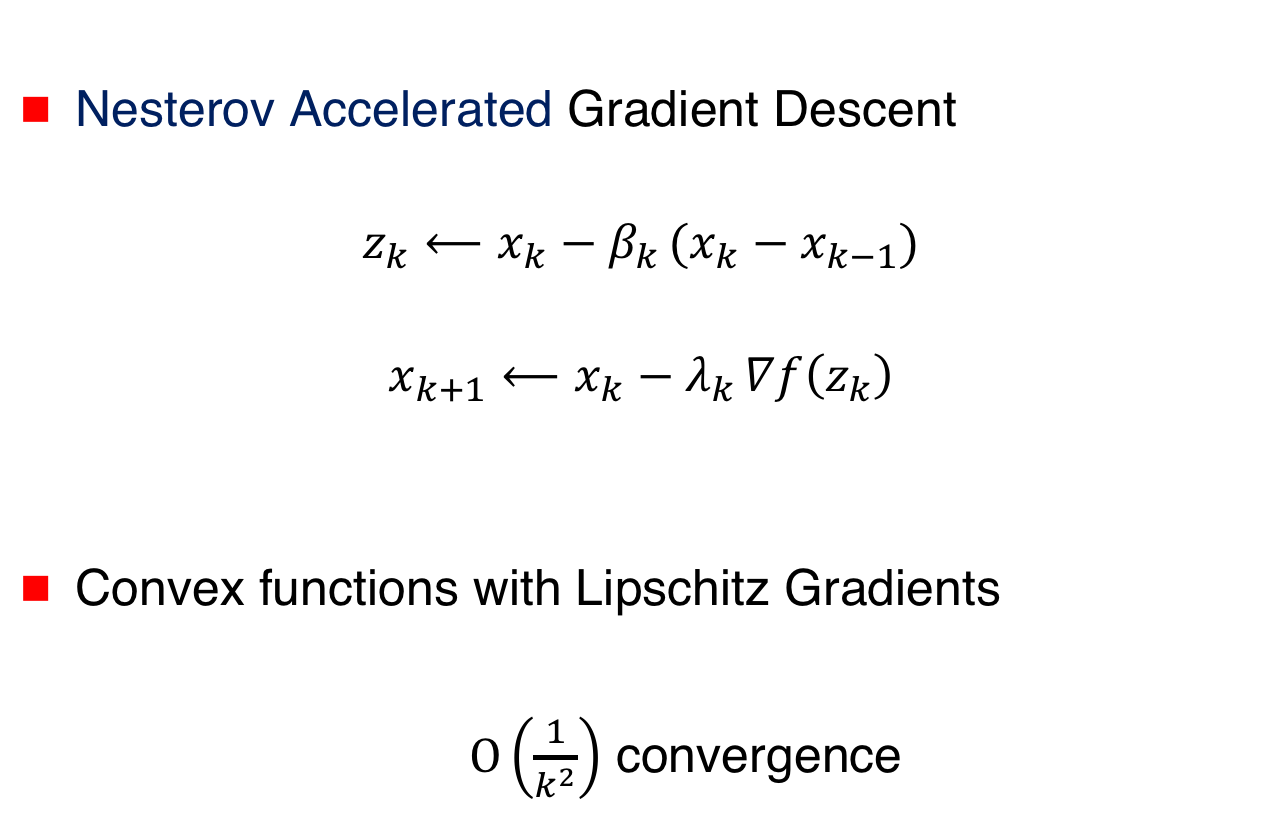 Nesterov Accelerated Gradient Descent
z_k ⟵ x_k − β_k (x_k − x_{k−1})
x_{k+1} ⟵ x_k − λ_k ∇f(z_k)
Convex functions with Lipschitz Gradients
O(1/k²) convergence